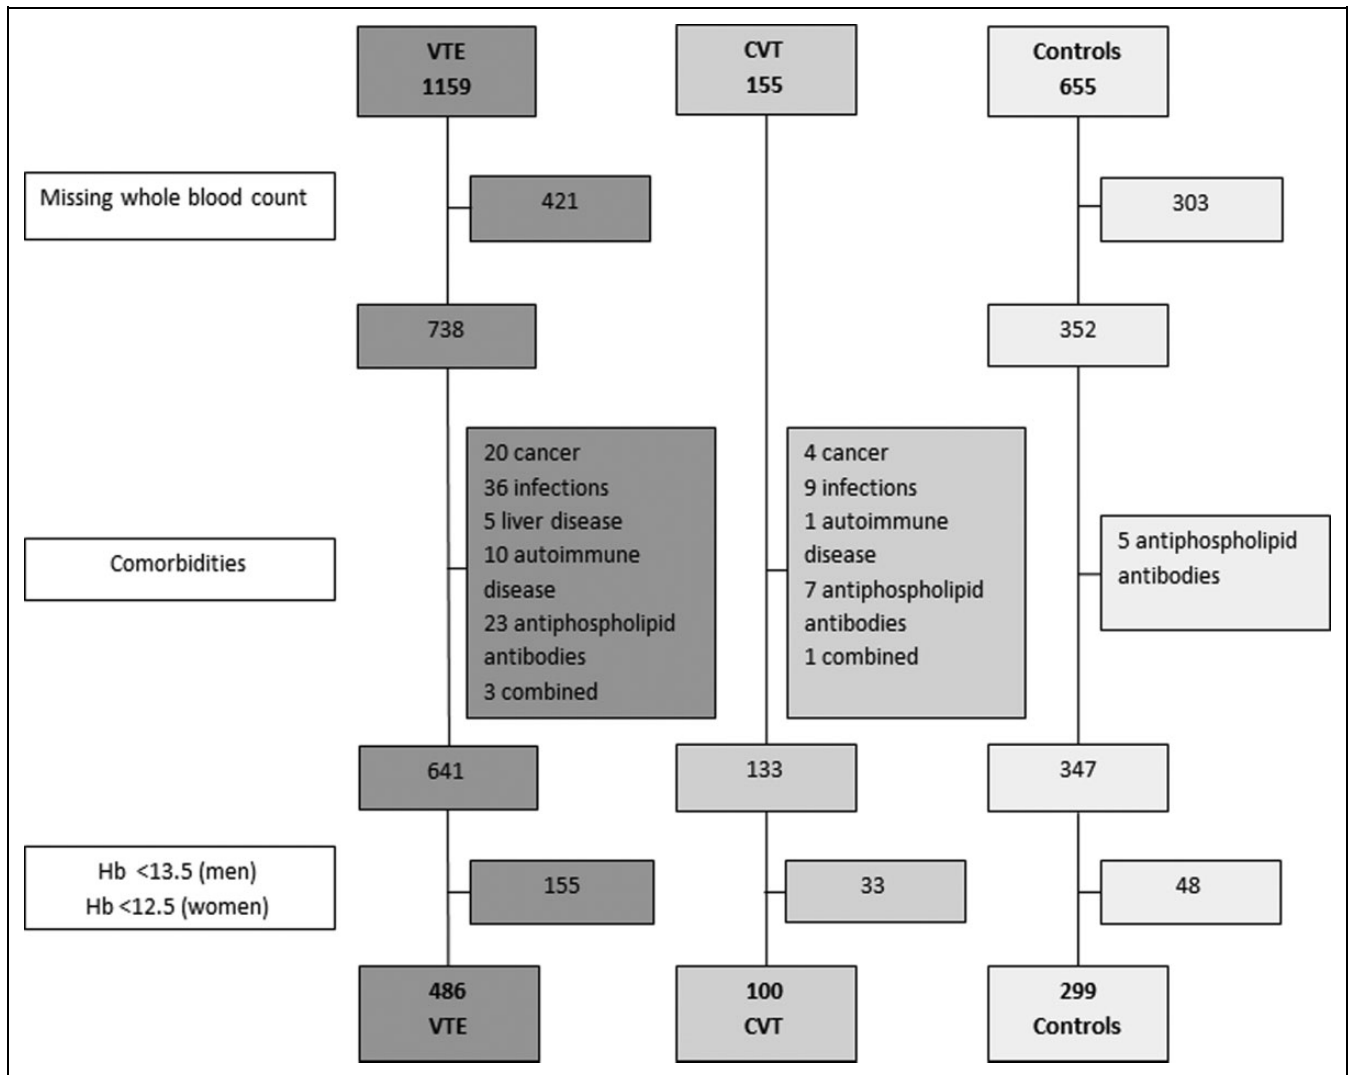 VTE
1159
CVT
155
Controls
655
Missing whole blood count
421
303
738
352
Comorbidities
20 cancer
36 infections
5 liver disease
10 autoimmune
disease
23 antiphospholipid
antibodies
3 combined
4 cancer
9 infections
1 autoimmune
disease
7 antiphospholipid
antibodies
1 combined
5 antiphospholipid
antibodies
641
133
347
Hb <13.5 (men)
Hb <12.5 (women)
155
33
48
486
VTE
100
CVT
299
Controls